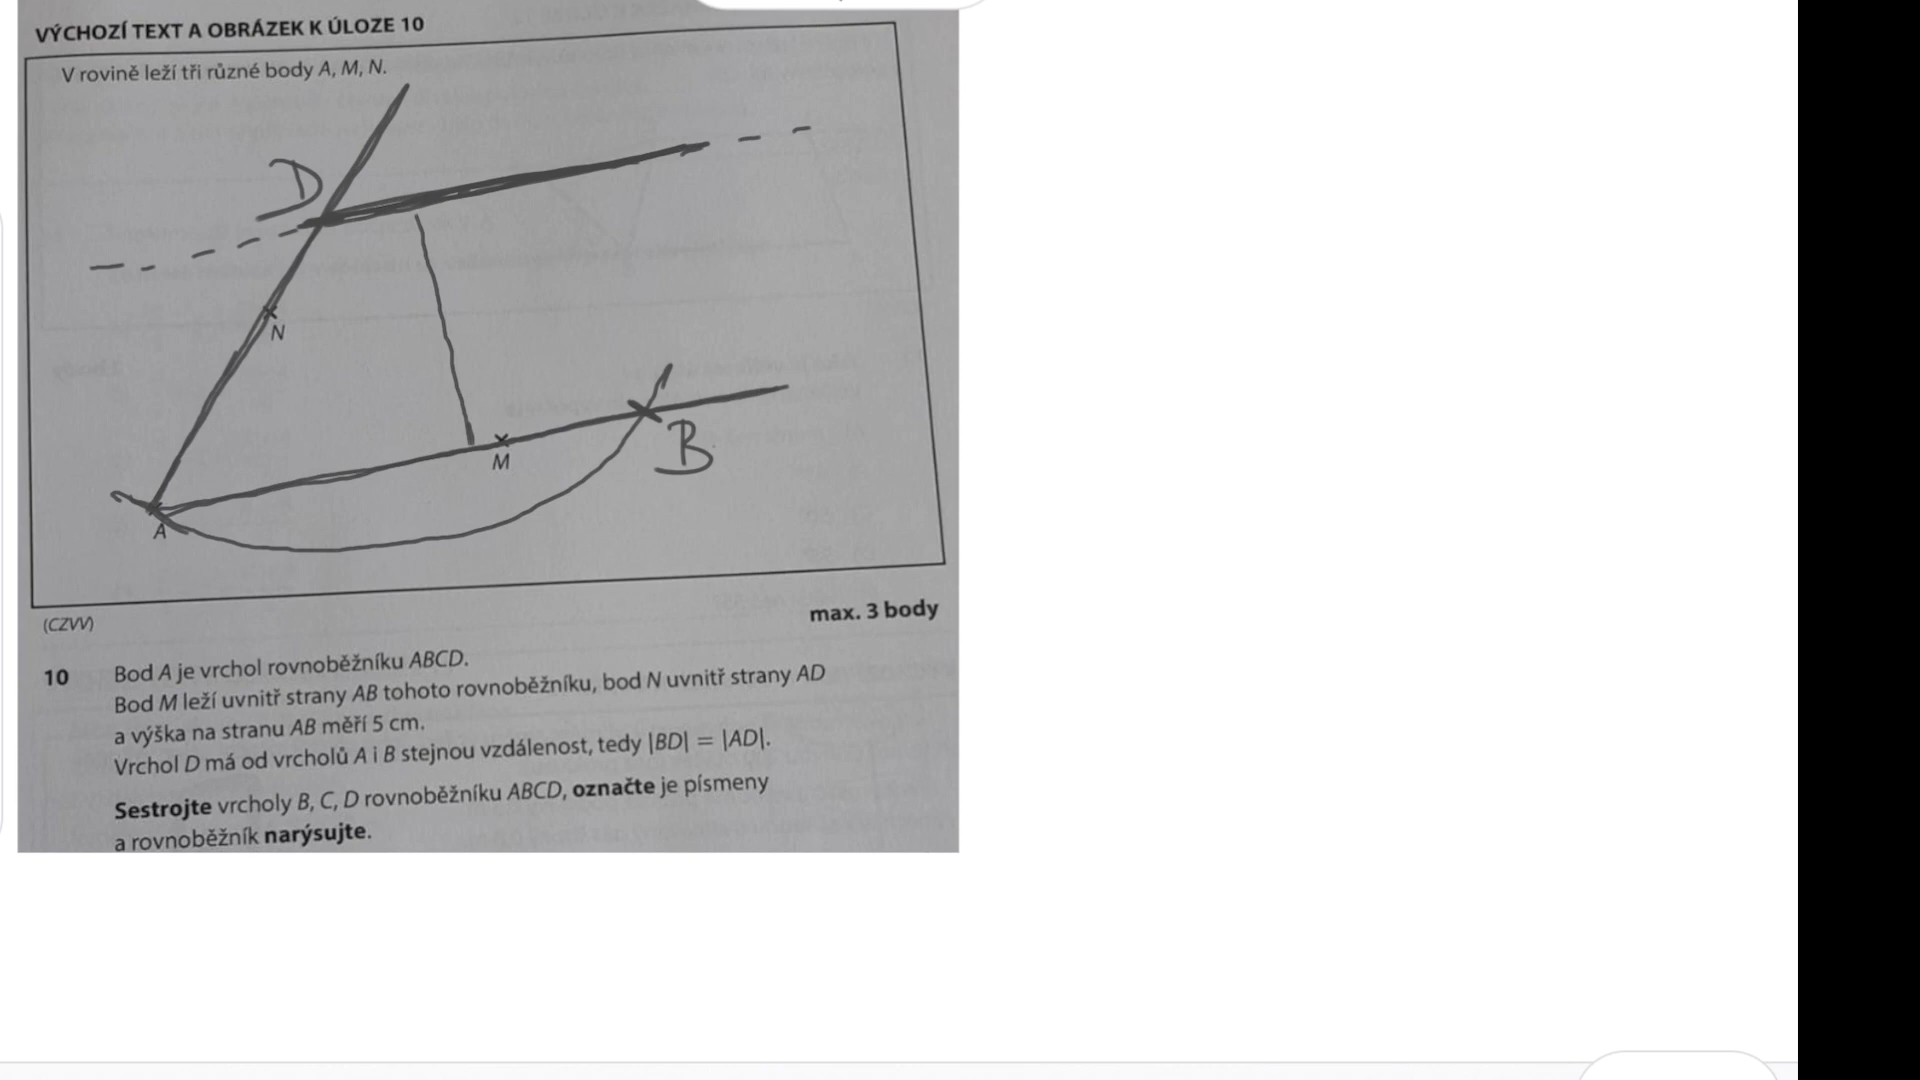 VÝCHOZÍ TEXT A OBRÁZEK K ÚLOZE 10
V rovině leží tři různé body A, M, N.
D
N
B
M
A
(CZVV)
max. 3 body
10 Bod A je vrchol rovnoběžníku ABCD.
Bod M leží uvnitř strany AB tohoto rovnoběžníku, bod N uvnitř strany AD
a výška na stranu AB měří 5 cm.
Vrchol D má od vrcholů A i B stejnou vzdálenost, tedy |BD| = |AD|.
Sestrojte vrcholy B, C, D rovnoběžníku ABCD, označte je písmeny
a rovnoběžník narýsujte.